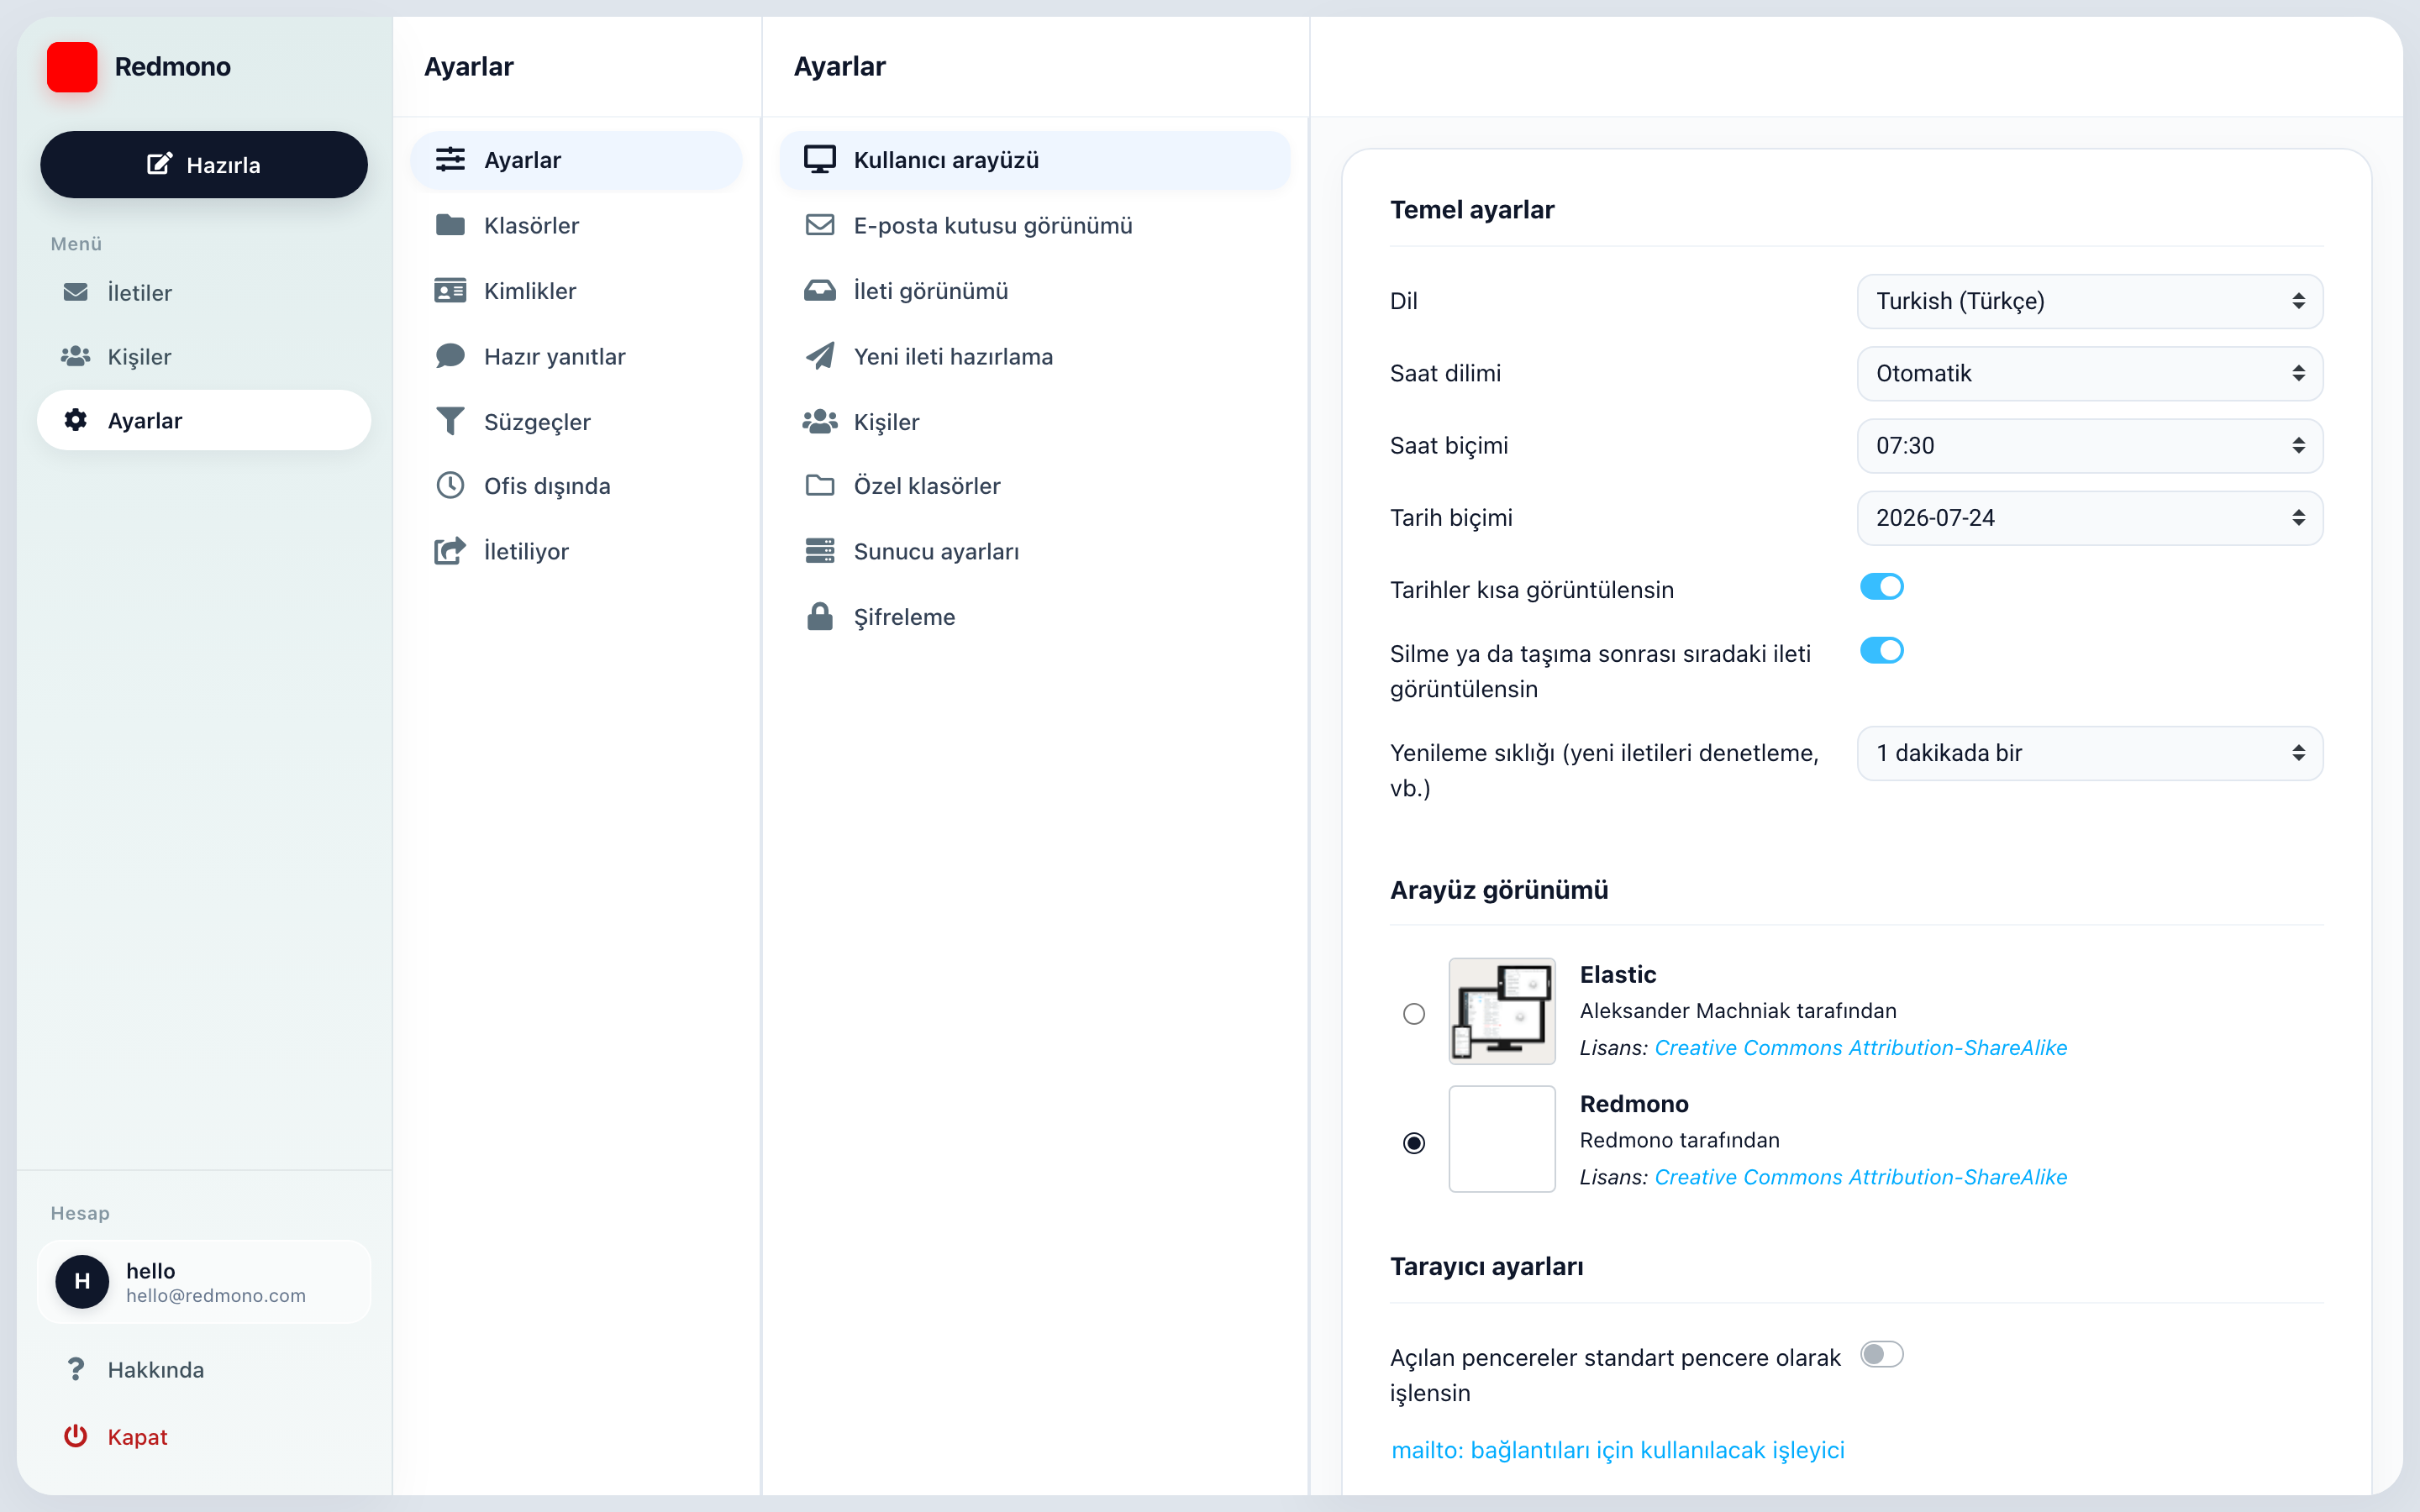 Redmono
Hazırla
Menü
İletiler
Kişiler
Ayarlar
Hesap
H
hello
hello@redmono.com
Hakkında
Kapat
Ayarlar
Ayarlar
Klasörler
Kimlikler
Hazır yanıtlar
Süzgeçler
Ofis dışında
İletiliyor
Ayarlar
Kullanıcı arayüzü
E-posta kutusu görünümü
İleti görünümü
Yeni ileti hazırlama
Kişiler
Özel klasörler
Sunucu ayarları
Şifreleme
Temel ayarlar
Dil
Turkish (Türkçe)
Saat dilimi
Otomatik
Saat biçimi
07:30
Tarih biçimi
2026-07-24
Tarihler kısa görüntülensin
Silme ya da taşıma sonrası sıradaki ileti
görüntülensin
Yenileme sıklığı (yeni iletileri denetleme,
vb.)
1 dakikada bir
Arayüz görünümü
Elastic
Aleksander Machniak tarafından
Lisans: Creative Commons Attribution-ShareAlike
Redmono
Redmono tarafından
Lisans: Creative Commons Attribution-ShareAlike
Tarayıcı ayarları
Açılan pencereler standart pencere olarak
işlensin
mailto: bağlantıları için kullanılacak işleyici